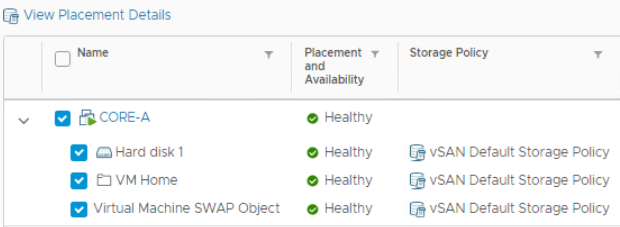 View Placement Details
Name
Placement and Availability
Storage Policy
CORE-A Healthy
Hard disk 1 Healthy vSAN Default Storage Policy
VM Home Healthy vSAN Default Storage Policy
Virtual Machine SWAP Object Healthy vSAN Default Storage Policy